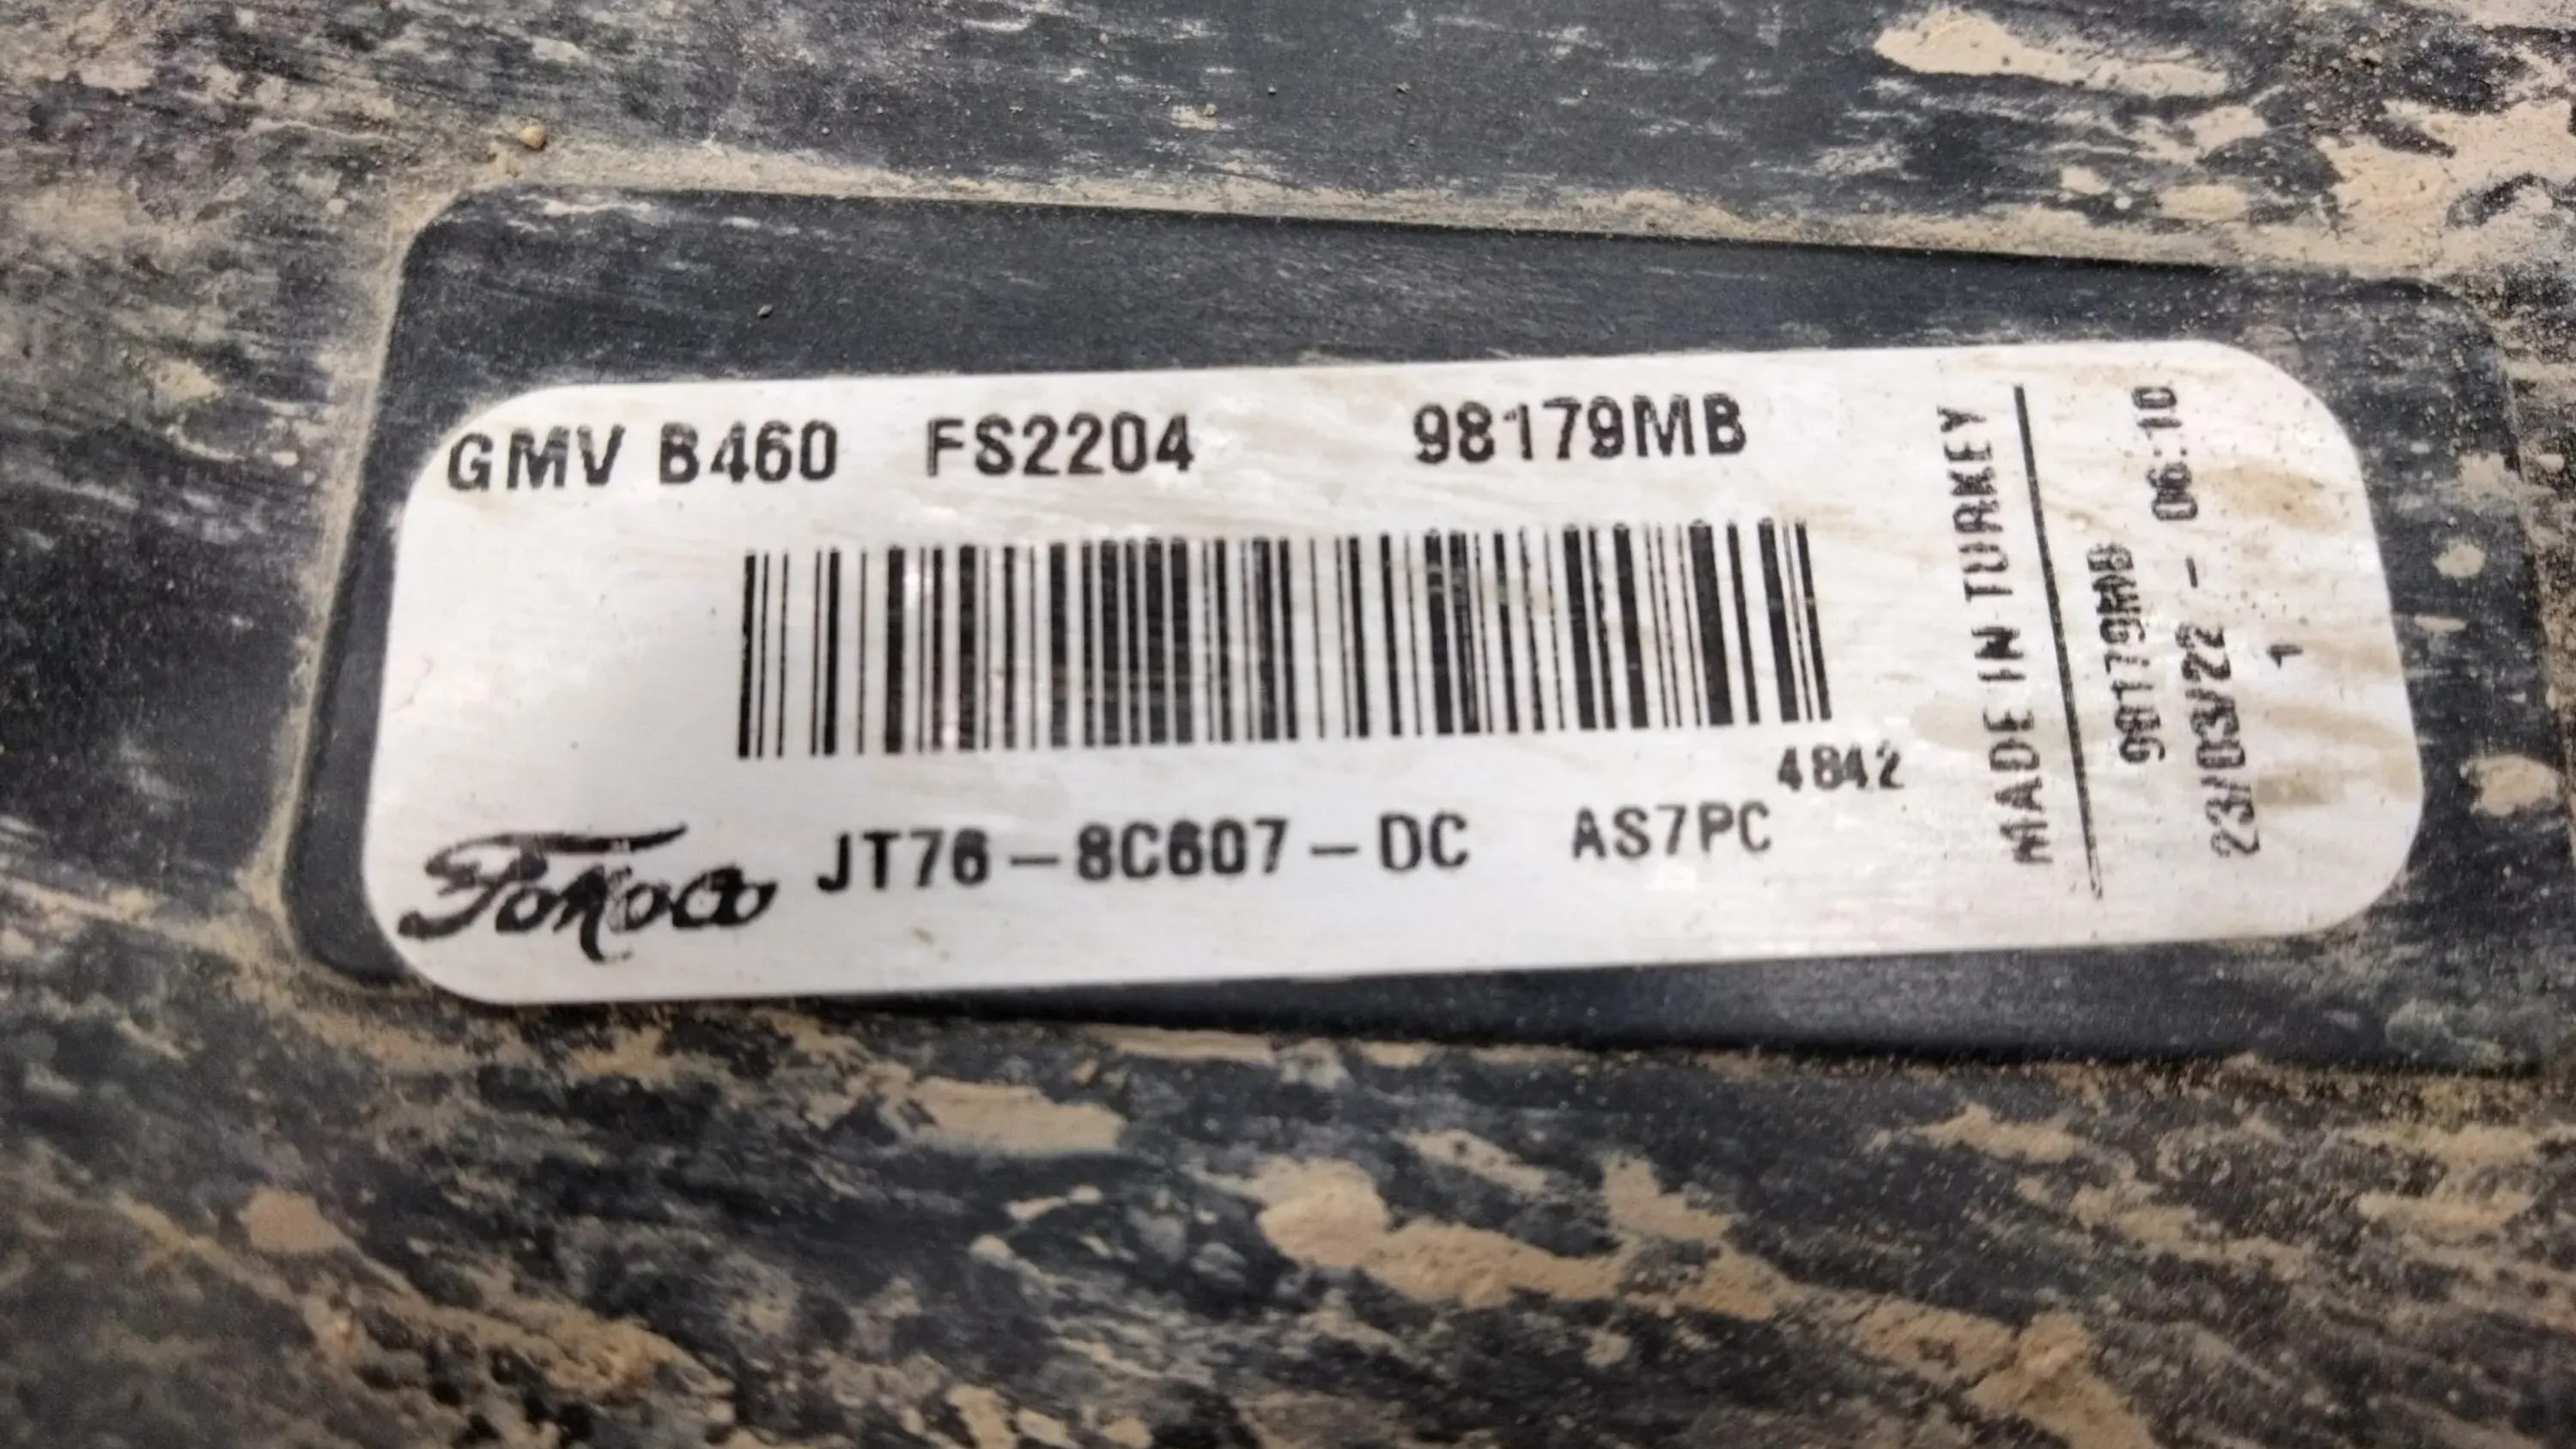 GMV B460 FS2204 98179MB
4842
FoMoCo JT76-8C607-DC AS7PC
MADE IN TURKEY
98179MB
23/03/22 - 06:10
1